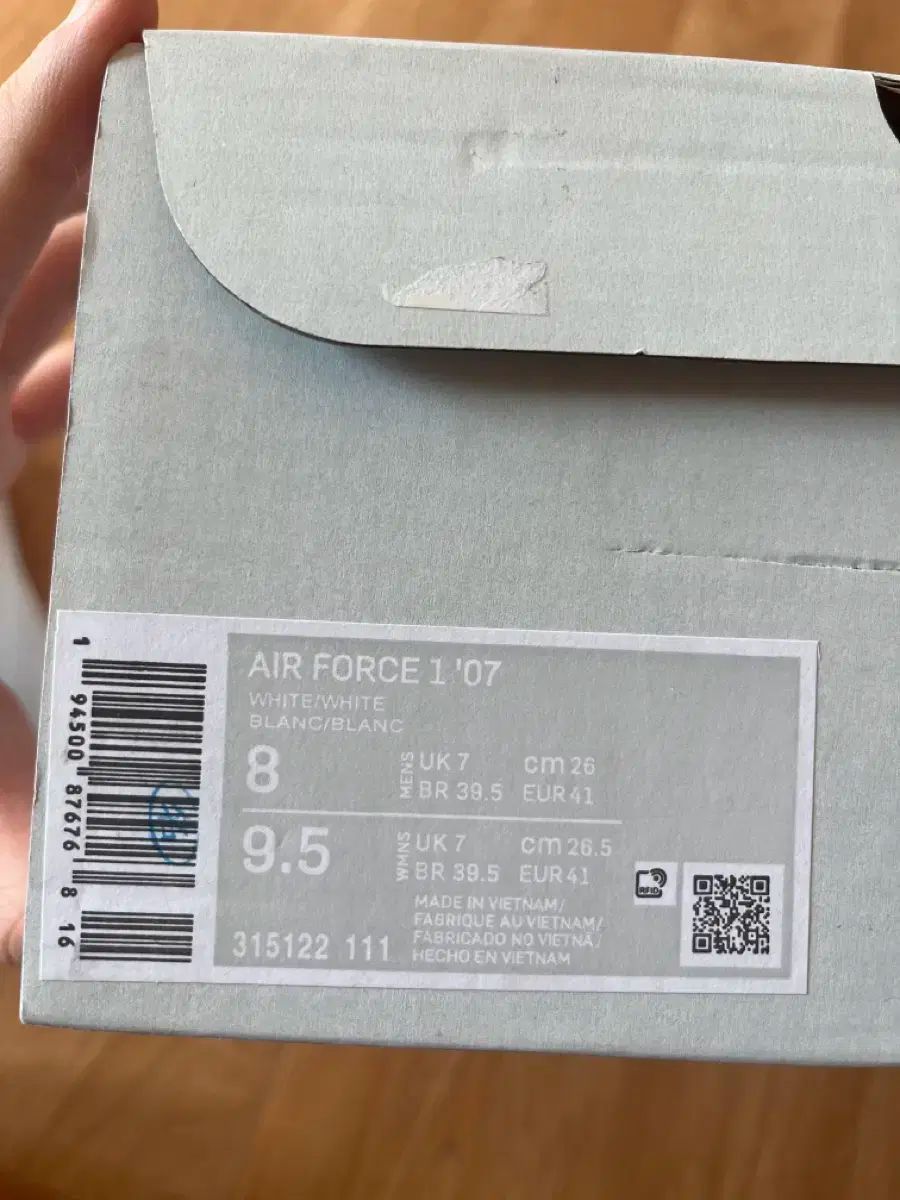 AIR FORCE 1 '07
WHITE/WHITE
BLANC/BLANC
8
MENS
UK 7 cm 26
BR 39.5 EUR 41
9.5
WMNS
UK 7 cm 26.5
BR 39.5 EUR 41
MADE IN VIETNAM/
FABRIQUE AU VIETNAM/
FABRICADO NO VIETNÃ/
HECHO EN VIETNAM
315122 111
RFID
1 94500 87676 8 16